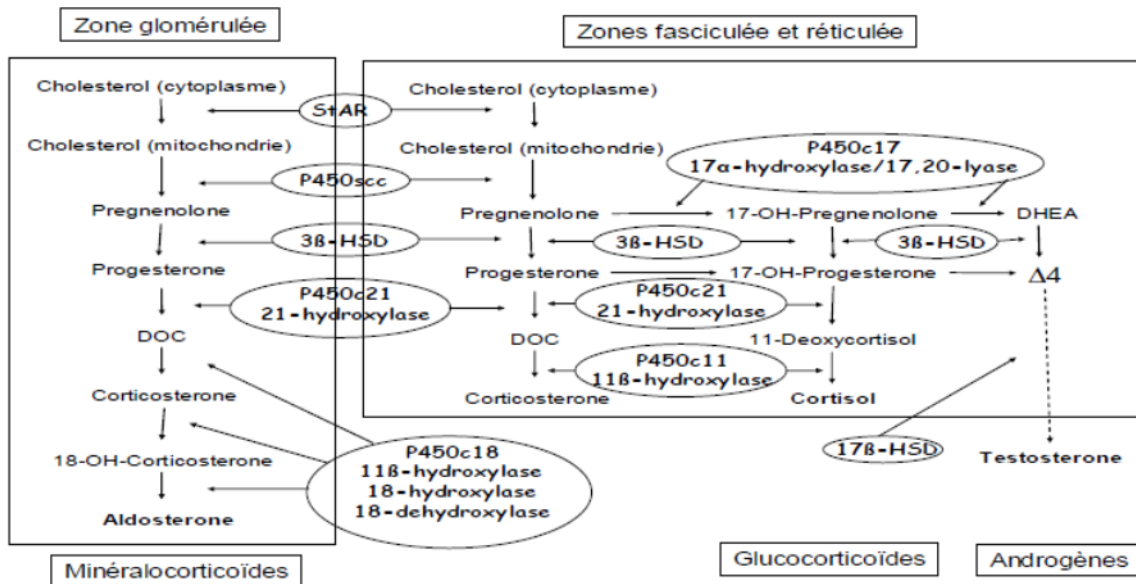 Zone glomérulée
Zones fasciculée et réticulée
Cholesterol (cytoplasme)
StAR
Cholesterol (cytoplasme)
Cholesterol (mitochondrie)
Cholesterol (mitochondrie)
P450c17
17α-hydroxylase/17,20-lyase
P450scc
Pregnenolone
Pregnenolone
17-OH-Pregnenolone
DHEA
3ß-HSD
3ß-HSD
3ß-HSD
Progesterone
Progesterone
17-OH-Progesterone
Δ4
P450c21
21-hydroxylase
P450c21
21-hydroxylase
DOC
DOC
11-Deoxycortisol
P450c11
11ß-hydroxylase
Corticosterone
Corticosterone
Cortisol
P450c18
11ß-hydroxylase
18-hydroxylase
18-dehydroxylase
17ß-HSD
Testosterone
18-OH-Corticosterone
Aldosterone
Minéralocorticoïdes
Glucocorticoïdes
Androgènes